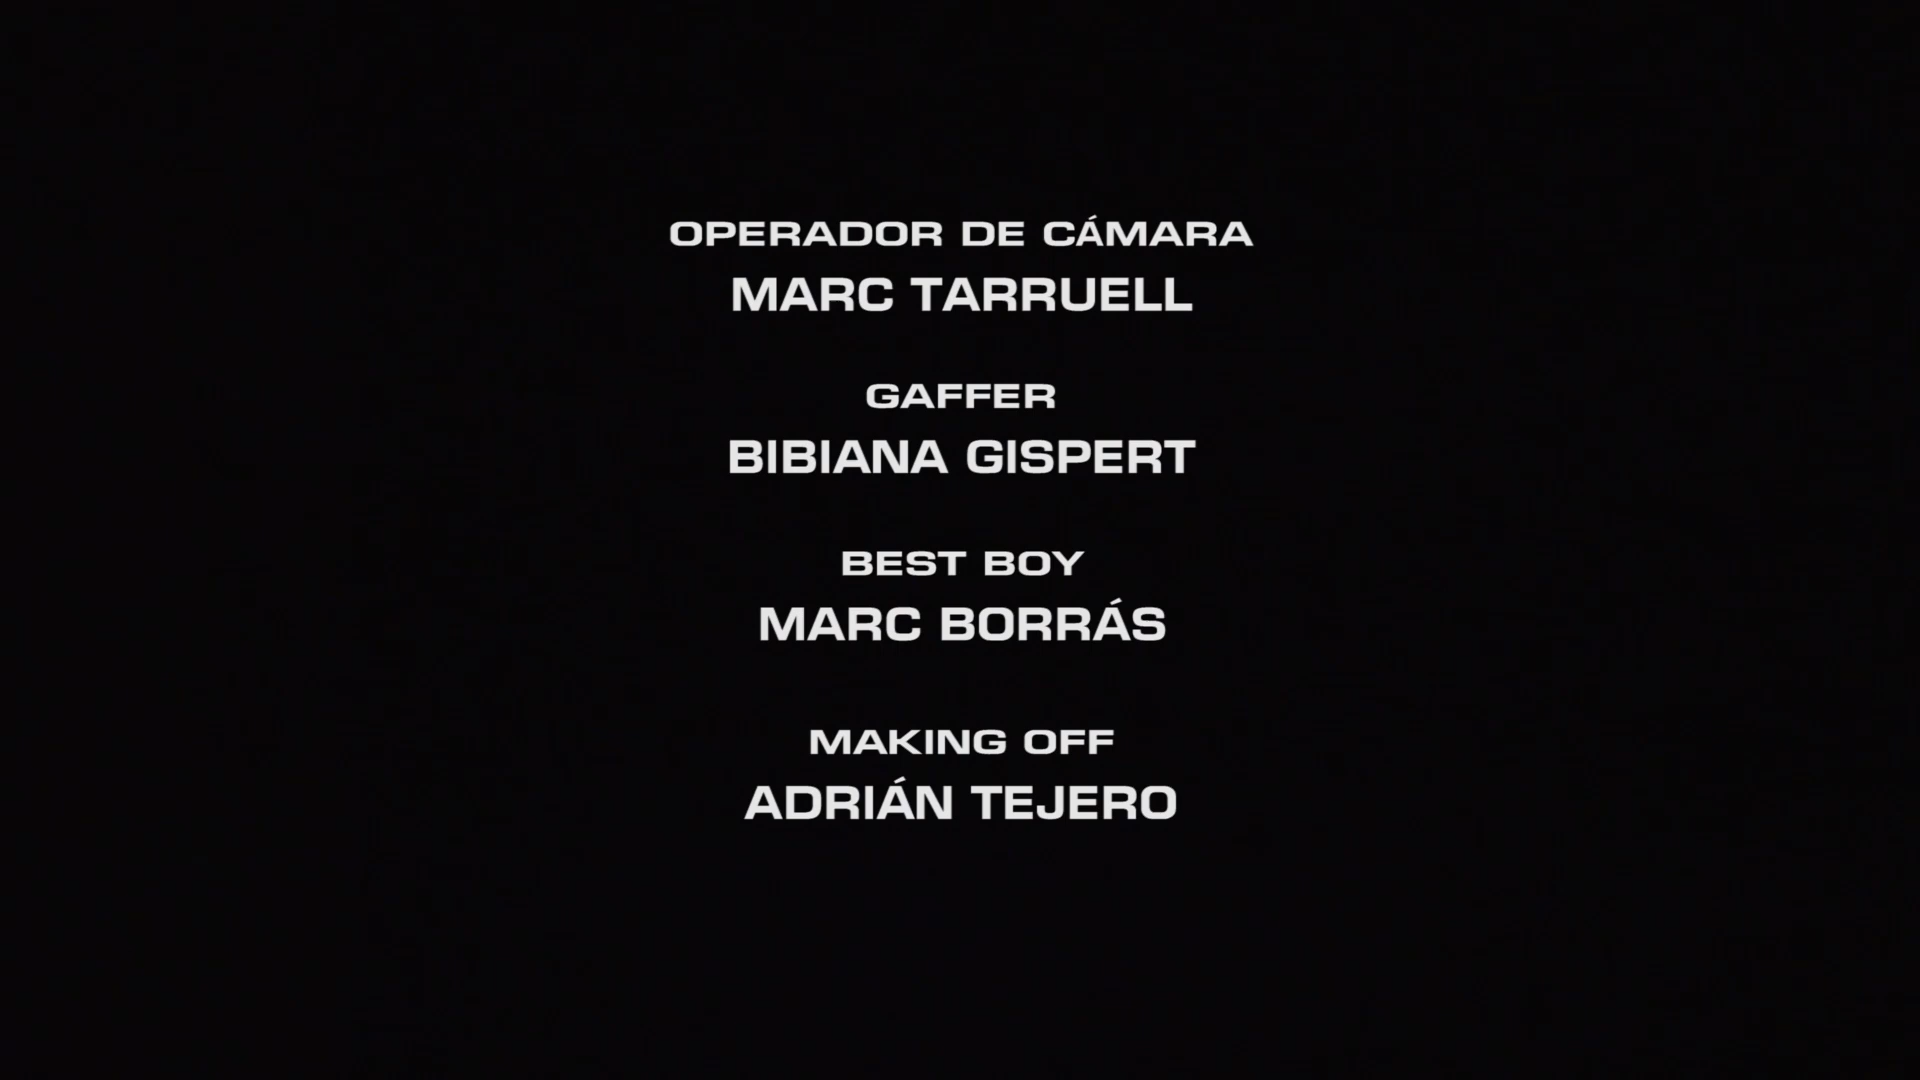 OPERADOR DE CÁMARA
MARC TARRUELL
GAFFER
BIBIANA GISPERT
BEST BOY
MARC BORRÁS
MAKING OFF
ADRIÁN TEJERO